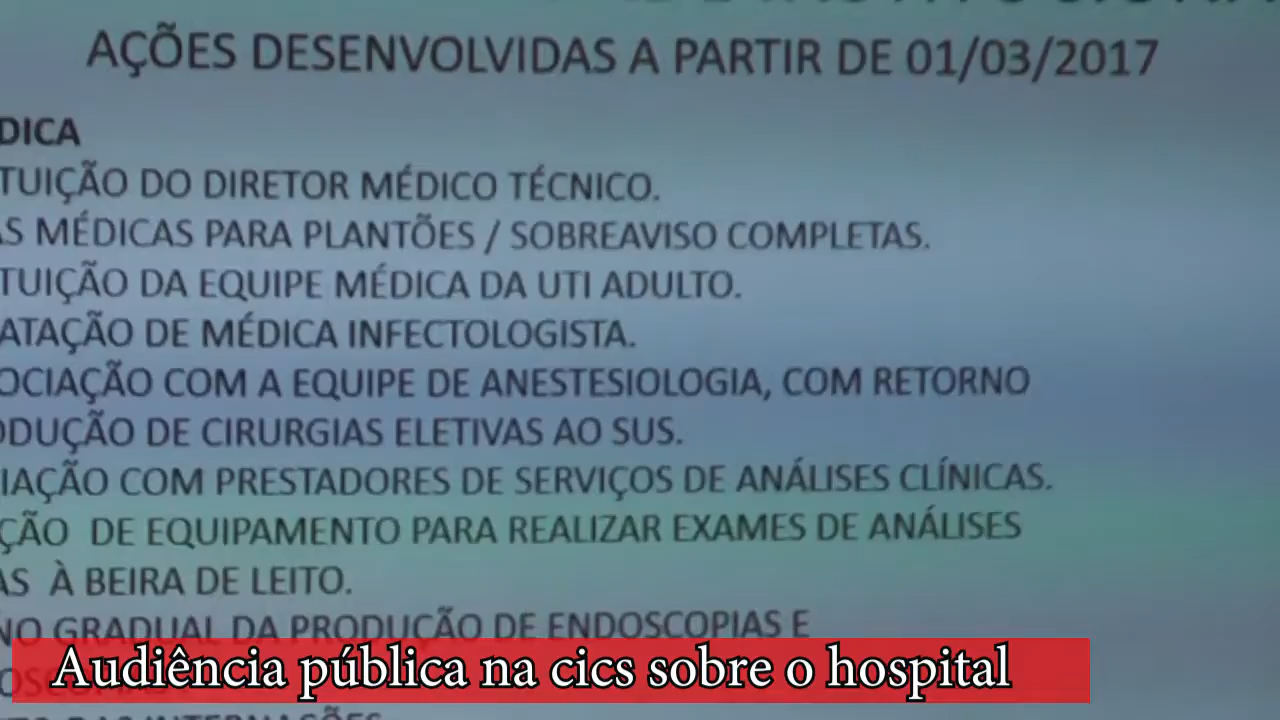 AÇÕES DESENVOLVIDAS A PARTIR DE 01/03/2017
DICA
TUIÇÃO DO DIRETOR MÉDICO TÉCNICO.
AS MÉDICAS PARA PLANTÕES / SOBREAVISO COMPLETAS.
TUIÇÃO DA EQUIPE MÉDICA DA UTI ADULTO.
ATAÇÃO DE MÉDICA INFECTOLOGISTA.
OCIAÇÃO COM A EQUIPE DE ANESTESIOLOGIA, COM RETORNO
ODUÇÃO DE CIRURGIAS ELETIVAS AO SUS.
IAÇÃO COM PRESTADORES DE SERVIÇOS DE ANÁLISES CLÍNICAS.
ÇÃO DE EQUIPAMENTO PARA REALIZAR EXAMES DE ANÁLISES
AS À BEIRA DE LEITO.
NO GRADUAL DA PRODUÇÃO DE ENDOSCOPIAS E
Audiência pública na cics sobre o hospital